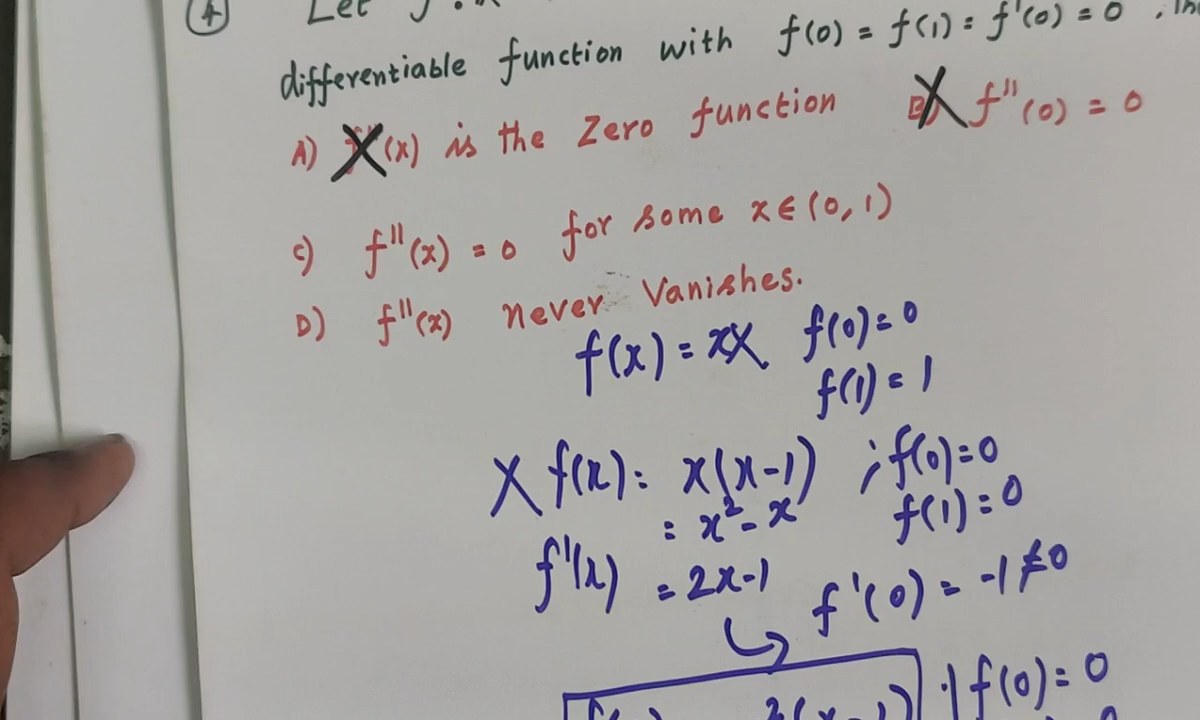 ④ Let
differentiable function with f(0) = f(1) = f'(0) = 0 ,
A) (x) is the Zero function B) f''(0) = 0
c) f''(x) = 0 for some x∈(0,1)
D) f''(x) never Vanishes.
f(x) = x X f(0) = 0
f(1) = 1
X f(x) = x(x-1) ; f(0) = 0
= x² - x f(1) = 0
f'(x) = 2x-1 f'(0) = -1 ≠ 0
f(0) = 0